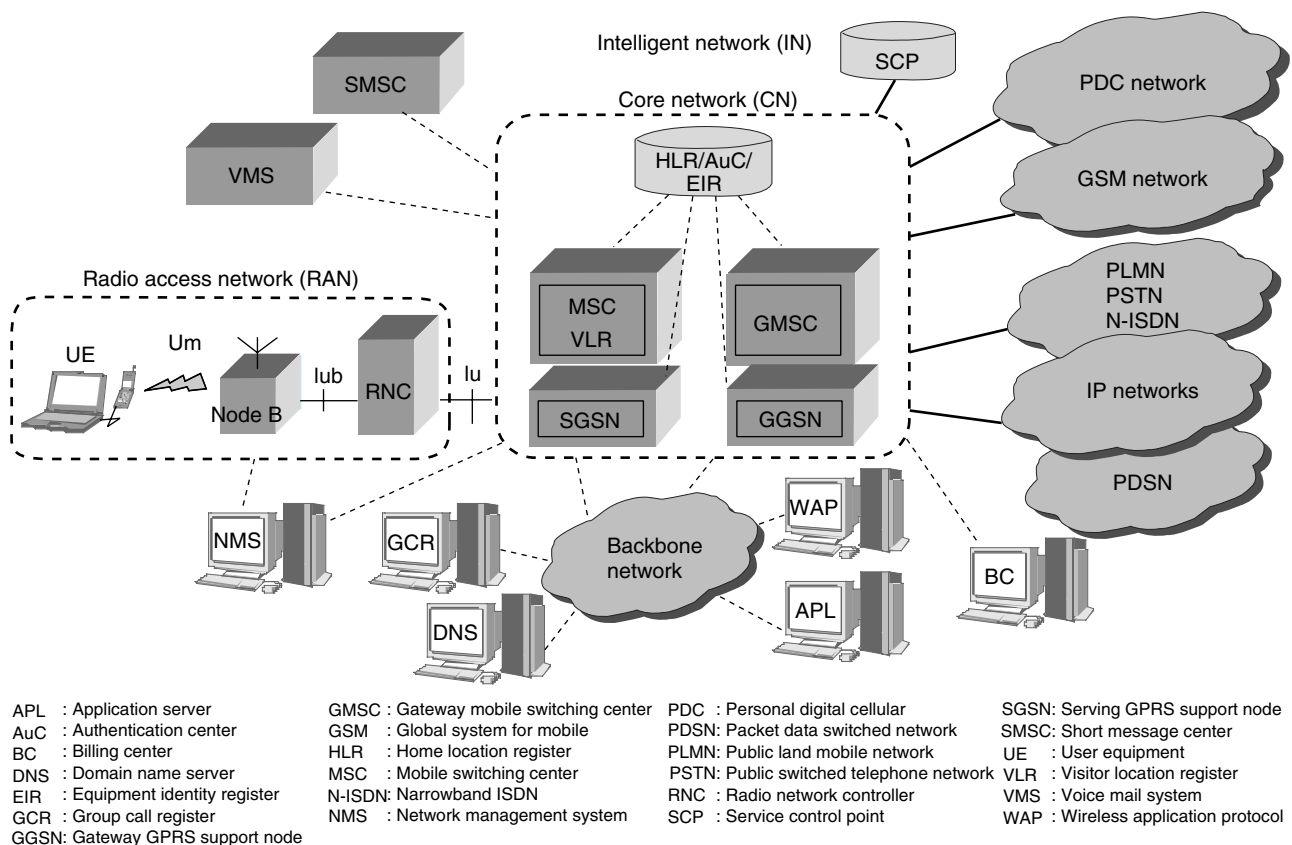 Intelligent network (IN)
SCP
SMSC
Core network (CN)
PDC network
VMS
HLR/AuC/
EIR
GSM network
Radio access network (RAN)
MSC
VLR
GMSC
PLMN
PSTN
N-ISDN
UE
Um
Iub
RNC
Iu
Node B
SGSN
GGSN
IP networks
PDSN
NMS
GCR
Backbone
network
WAP
BC
DNS
APL
APL : Application server
AuC : Authentication center
BC : Billing center
DNS : Domain name server
EIR : Equipment identity register
GCR : Group call register
GGSN: Gateway GPRS support node
GMSC : Gateway mobile switching center
GSM : Global system for mobile
HLR : Home location register
MSC : Mobile switching center
N-ISDN: Narrowband ISDN
NMS : Network management system
PDC : Personal digital cellular
PDSN: Packet data switched network
PLMN : Public land mobile network
PSTN: Public switched telephone network
RNC : Radio network controller
SCP : Service control point
SGSN: Serving GPRS support node
SMSC: Short message center
UE : User equipment
VLR : Visitor location register
VMS : Voice mail system
WAP : Wireless application protocol